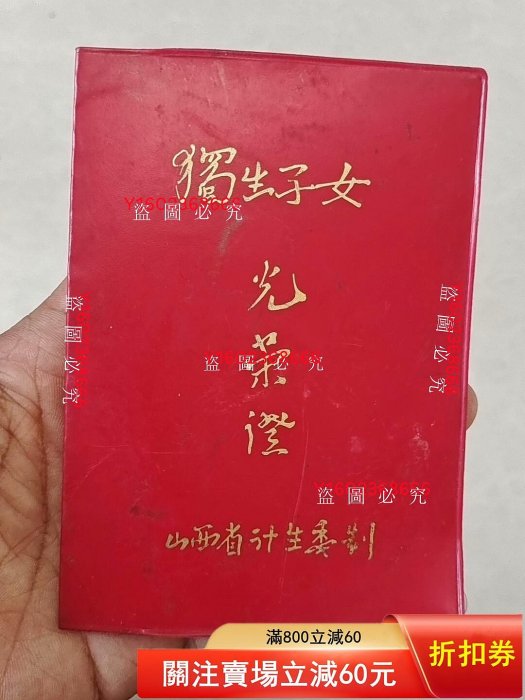 獨生子女
盜 圖 必 究
光
榮
證
盜圖必究
盜 圖 必 究
盜圖必究
盜 圖 必 究
山西省计生委制
滿800立減60
關注賣場立減60元
折扣券